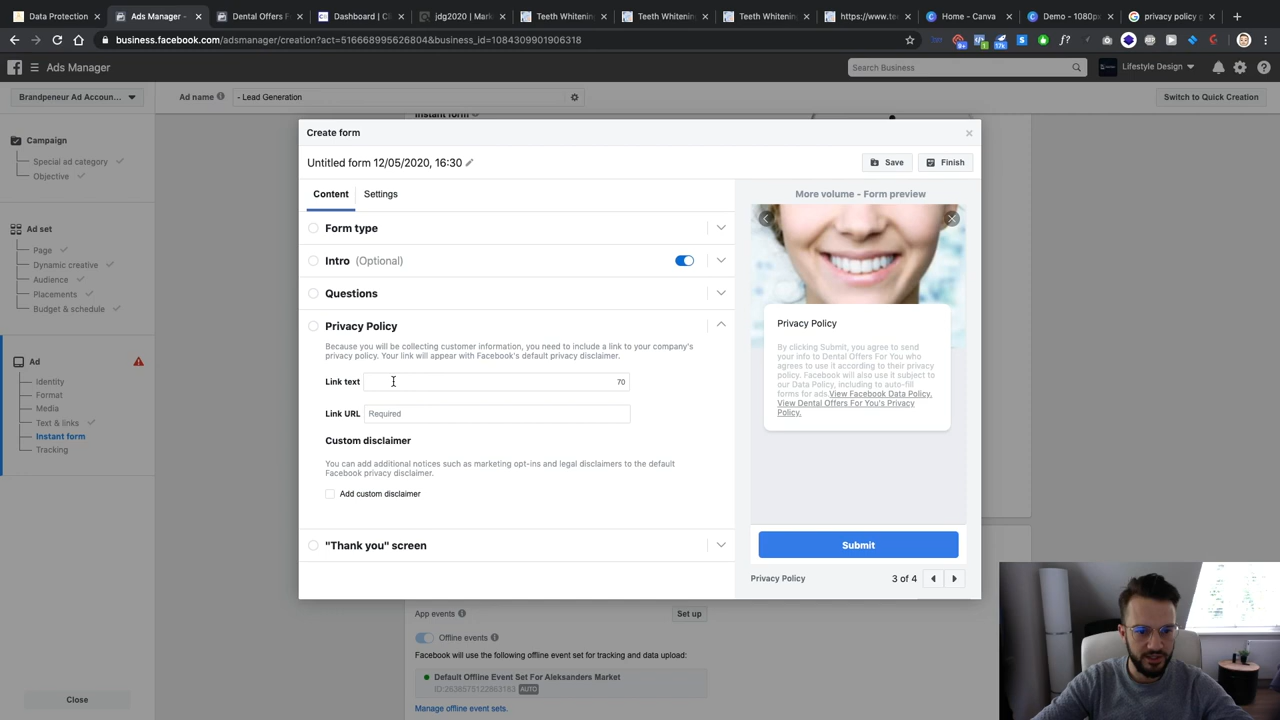 Data Protection
Ads Manager -
Dental Offers F
Dashboard | Cl
jdg2020 | Mark
Teeth Whitening
Teeth Whitening
Teeth Whitening
https://www.te
Home - Canva
Demo - 1080px
privacy policy g
business.facebook.com/adsmanager/creation?act=516668995626804&business_id=1084309901906318
Ads Manager
Search Business
Lifestyle Design
Brandpeneur Ad Accoun...
Ad name
- Lead Generation
Switch to Quick Creation
Campaign
Special ad category
Objective
Ad set
Page
Dynamic creative
Audience
Placements
Budget & schedule
Ad
Identity
Format
Media
Text & links
Instant form
Tracking
Close
Instant form
Create form
Untitled form 12/05/2020, 16:30
Save
Finish
Content
Settings
Form type
Intro (Optional)
Questions
Privacy Policy
Because you will be collecting customer information, you need to include a link to your company's
privacy policy. Your link will appear with Facebook's default privacy disclaimer.
Link text
70
Link URL
Required
Custom disclaimer
You can add additional notices such as marketing opt-ins and legal disclaimers to the default
Facebook privacy disclaimer.
Add custom disclaimer
"Thank you" screen
More volume - Form preview
Privacy Policy
By clicking Submit, you agree to send
your info to Dental Offers For You who
agrees to use it according to their privacy
policy. Facebook will also use it subject to
our Data Policy, including to auto-fill
forms for ads.View Facebook Data Policy.
View Dental Offers For You's Privacy
Policy.
Submit
Privacy Policy
3 of 4
App events
Set up
Offline events
Facebook will use the following offline event set for tracking and data upload:
Default Offline Event Set For Aleksanders Market
AUTO
Manage offline event sets.